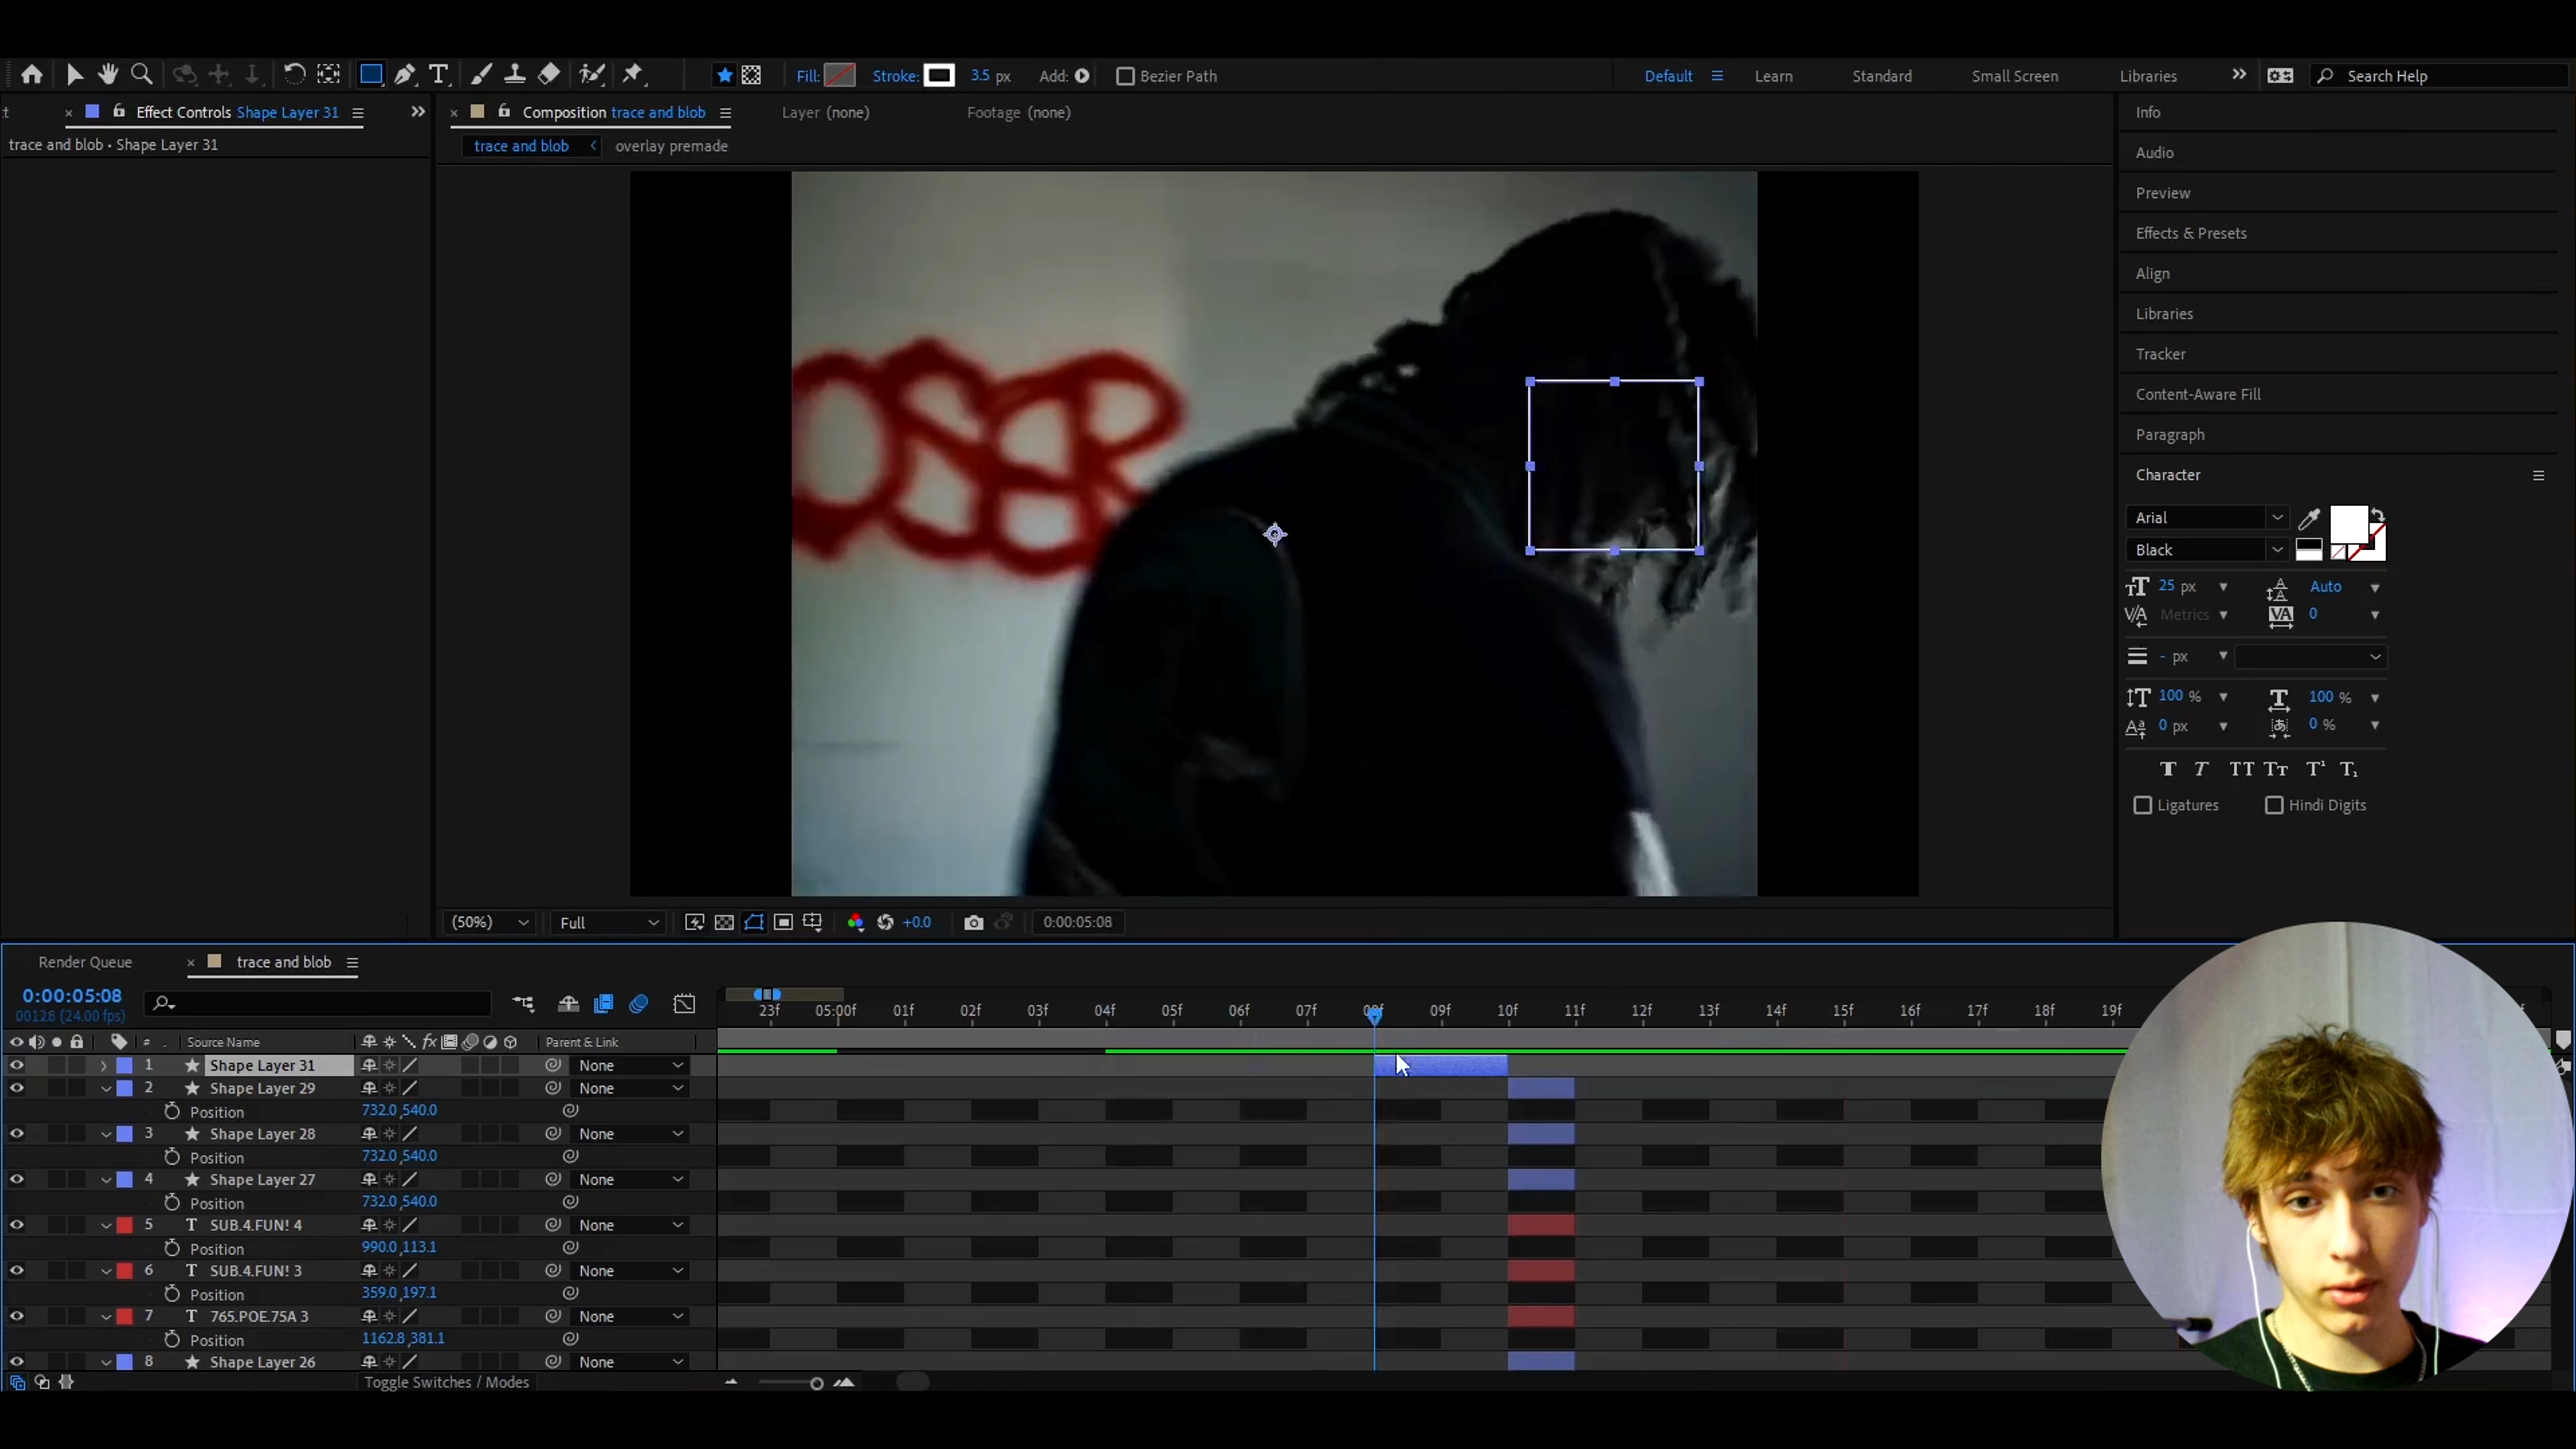 Fill: Stroke: 3.5 px Add: Bezier Path Default Learn Standard Small Screen Libraries Search Help
Effect Controls Shape Layer 31
Composition trace and blob
Layer (none)
Footage (none)
Info
trace and blob • Shape Layer 31
trace and blob
overlay premade
Audio
Preview
Effects & Presets
Align
Libraries
Tracker
Content-Aware Fill
Paragraph
Character
Arial
Black
25 px
Auto
Metrics
0
- px
100 %
100 %
0 px
0 %
Ligatures
Hindi Digits
(50%)
Full
+0.0
0:00:05:08
Render Queue
trace and blob
0:00:05:08
00128 (24.00 fps)
23f 05:00f 01f 02f 03f 04f 05f 06f 07f 08f 09f 10f 11f 12f 13f 14f 15f 16f 17f 18f 19f
# Source Name Parent & Link
1 Shape Layer 31 None
2 Shape Layer 29 None
Position 732.0,540.0
3 Shape Layer 28 None
Position 732.0,540.0
4 Shape Layer 27 None
Position 732.0,540.0
5 T SUB.4.FUN! 4 None
Position 990.0,113.1
6 T SUB.4.FUN! 3 None
Position 359.0,197.1
7 T 765.POE.75A 3 None
Position 1162.8,381.1
8 Shape Layer 26 None
Toggle Switches / Modes